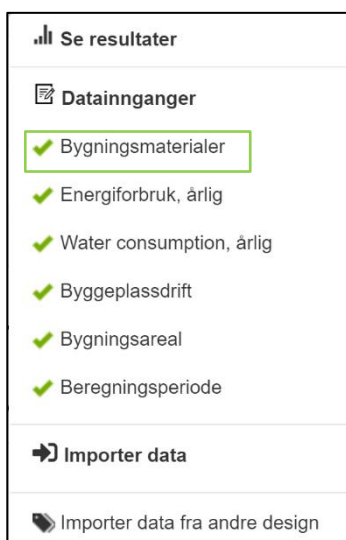 Se resultater
Datainnganger
Bygningsmaterialer
Energiforbruk, årlig
Water consumption, årlig
Byggeplassdrift
Bygningsareal
Beregningsperiode
Importer data
Importer data fra andre design